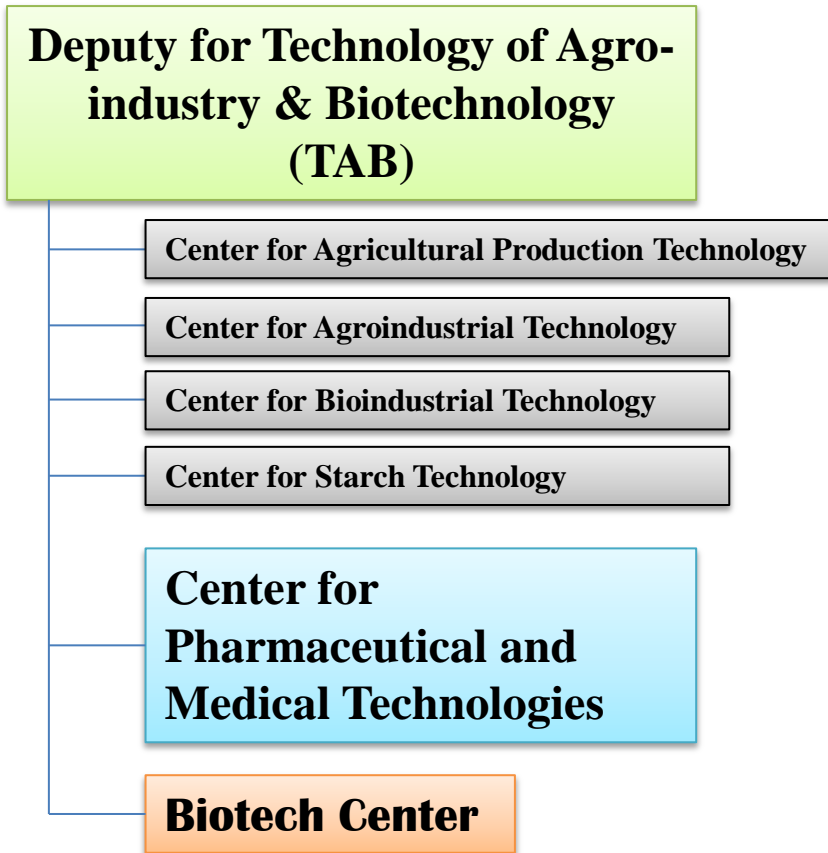 Deputy for Technology of Agro-
industry & Biotechnology
(TAB)
Center for Agricultural Production Technology
Center for Agroindustrial Technology
Center for Bioindustrial Technology
Center for Starch Technology
Center for
Pharmaceutical and
Medical Technologies
Biotech Center